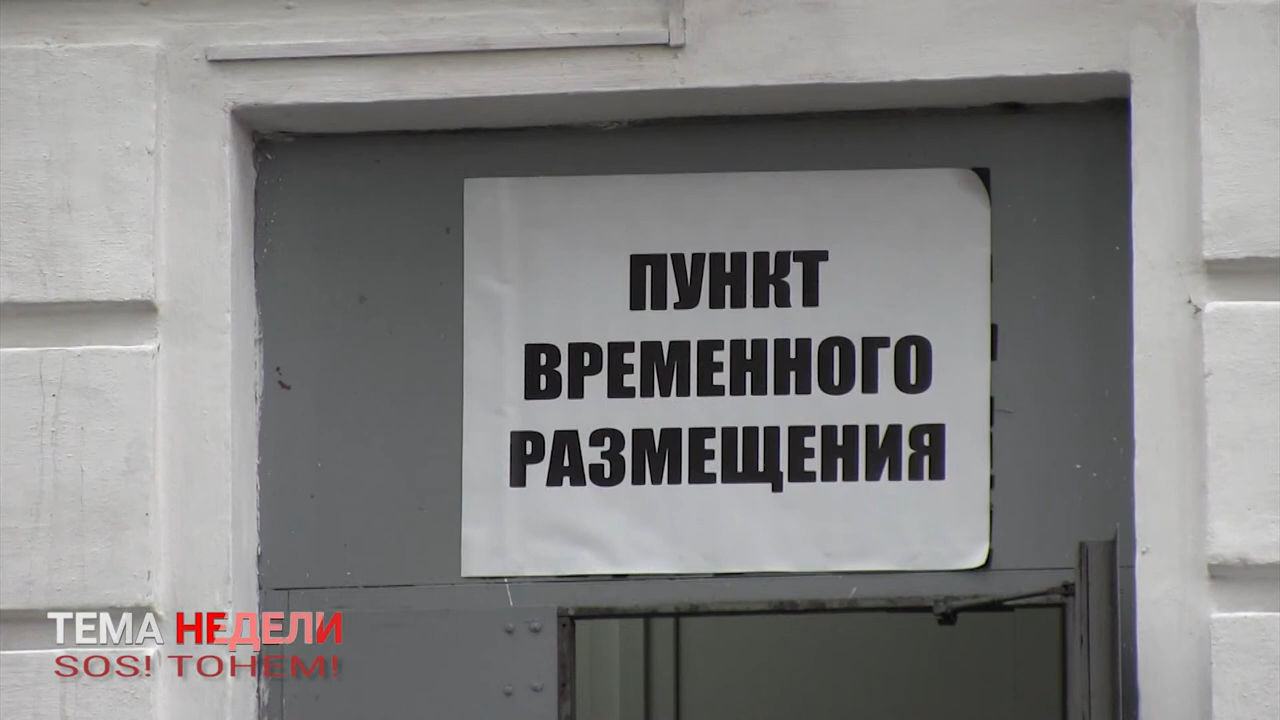 ПУНКТ
ВРЕМЕННОГО
РАЗМЕЩЕНИЯ
ТЕМА НЕДЕЛИ
SOS! ТОНЕМ!